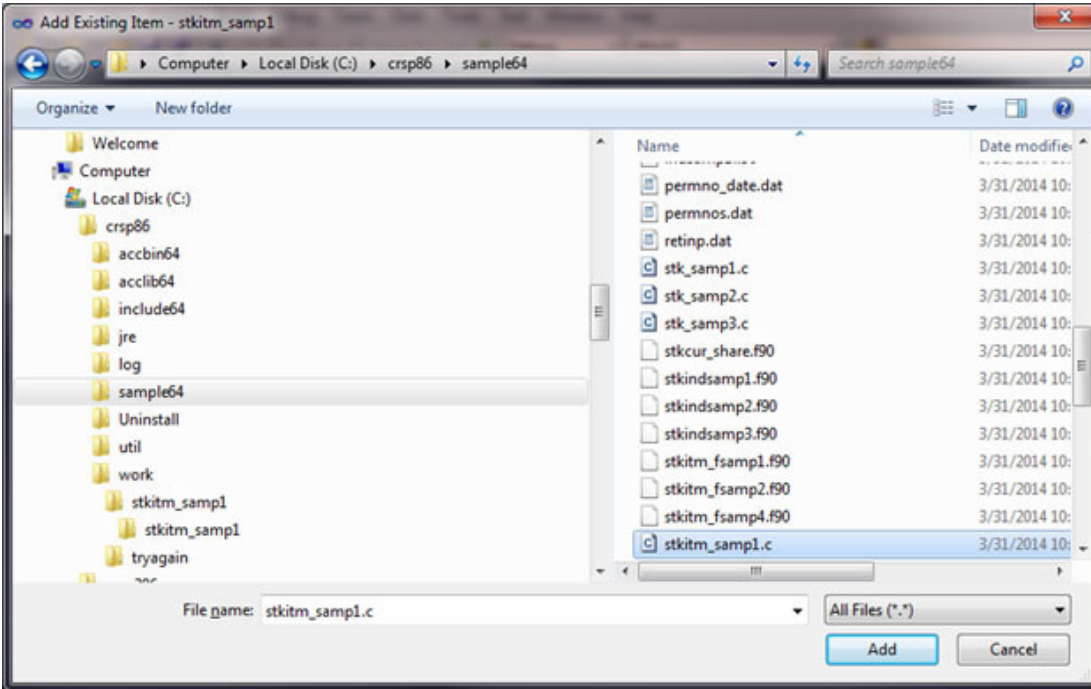 Add Existing Item - stkitm_samp1
Computer Local Disk (C:) crsp86 sample64
Search sample64
Organize New folder
Welcome
Computer
Local Disk (C:)
crsp86
accbin64
acclib64
include64
jre
log
sample64
Uninstall
util
work
stkitm_samp1
stkitm_samp1
tryagain
Name Date modified
permno_date.dat 3/31/2014 10:
permnos.dat 3/31/2014 10:
retinp.dat 3/31/2014 10:
stk_samp1.c 3/31/2014 10:
stk_samp2.c 3/31/2014 10:
stk_samp3.c 3/31/2014 10:
stkcur_share.f90 3/31/2014 10:
stkindsamp1.f90 3/31/2014 10:
stkindsamp2.f90 3/31/2014 10:
stkindsamp3.f90 3/31/2014 10:
stkitm_fsamp1.f90 3/31/2014 10:
stkitm_fsamp2.f90 3/31/2014 10:
stkitm_fsamp4.f90 3/31/2014 10:
stkitm_samp1.c 3/31/2014 10:
File name: stkitm_samp1.c All Files (*.*)
Add Cancel